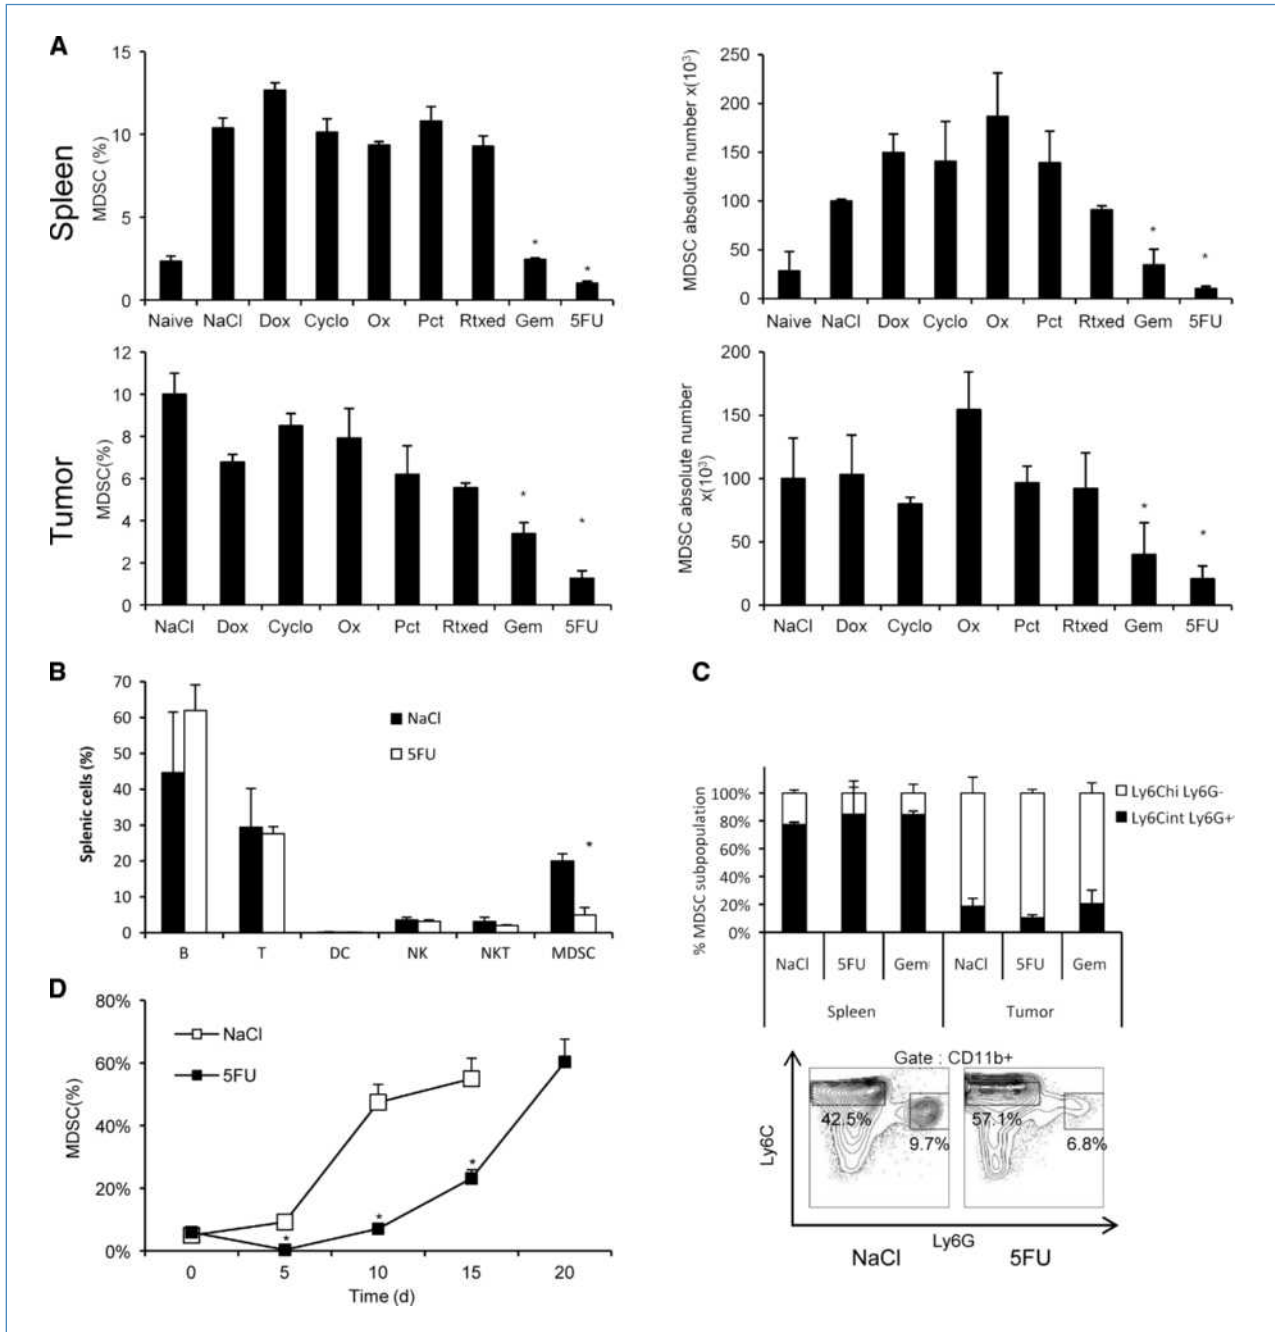 A
Spleen
MDSC (%)
15
10
5
0
Naive NaCl Dox Cyclo Ox Pct Rtxed Gem 5FU
* *
MDSC absolute number x(10³)
250
200
150
100
50
0
Naive NaCl Dox Cyclo Ox Pct Rtxed Gem 5FU
* *
Tumor
MDSC(%)
12
10
8
6
4
2
0
NaCl Dox Cyclo Ox Pct Rtxed Gem 5FU
* *
MDSC absolute number
x(10³)
200
150
100
50
0
NaCl Dox Cyclo Ox Pct Rtxed Gem 5FU
* *
B
Splenic cells (%)
70
60
50
40
30
20
10
0
B T DC NK NKT MDSC
NaCl
5FU
*
C
% MDSC subpopulation
100%
80%
60%
40%
20%
0%
NaCl 5FU Gem NaCl 5FU Gem
Spleen Tumor
Ly6Chi Ly6G-
Ly6Cint Ly6G+
Gate : CD11b+
Ly6C
42.5%
9.7%
57.1%
6.8%
Ly6G
NaCl 5FU
D
MDSC(%)
80%
60%
40%
20%
0%
NaCl
5FU
* * *
0 5 10 15 20
Time (d)